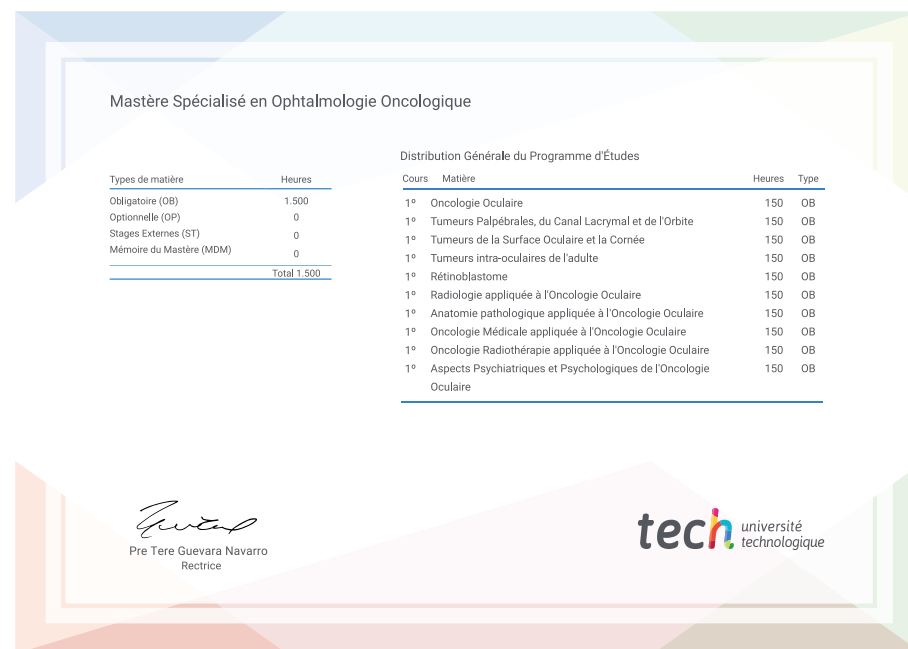 Mastère Spécialisé en Ophtalmologie Oncologique
Types de matière Heures
Obligatoire (OB) 1.500
Optionnelle (OP) 0
Stages Externes (ST) 0
Mémoire du Mastère (MDM) 0
Total 1.500
Distribution Générale du Programme d'Études
Cours Matière Heures Type
1º Oncologie Oculaire 150 OB
1º Tumeurs Palpébrales, du Canal Lacrymal et de l'Orbite 150 OB
1º Tumeurs de la Surface Oculaire et la Cornée 150 OB
1º Tumeurs intra-oculaires de l'adulte 150 OB
1º Rétinoblastome 150 OB
1º Radiologie appliquée à l'Oncologie Oculaire 150 OB
1º Anatomie pathologique appliquée à l'Oncologie Oculaire 150 OB
1º Oncologie Médicale appliquée à l'Oncologie Oculaire 150 OB
1º Oncologie Radiothérapie appliquée à l'Oncologie Oculaire 150 OB
1º Aspects Psychiatriques et Psychologiques de l'Oncologie 150 OB
Oculaire
Pre Tere Guevara Navarro
Rectrice
tech université
technologique